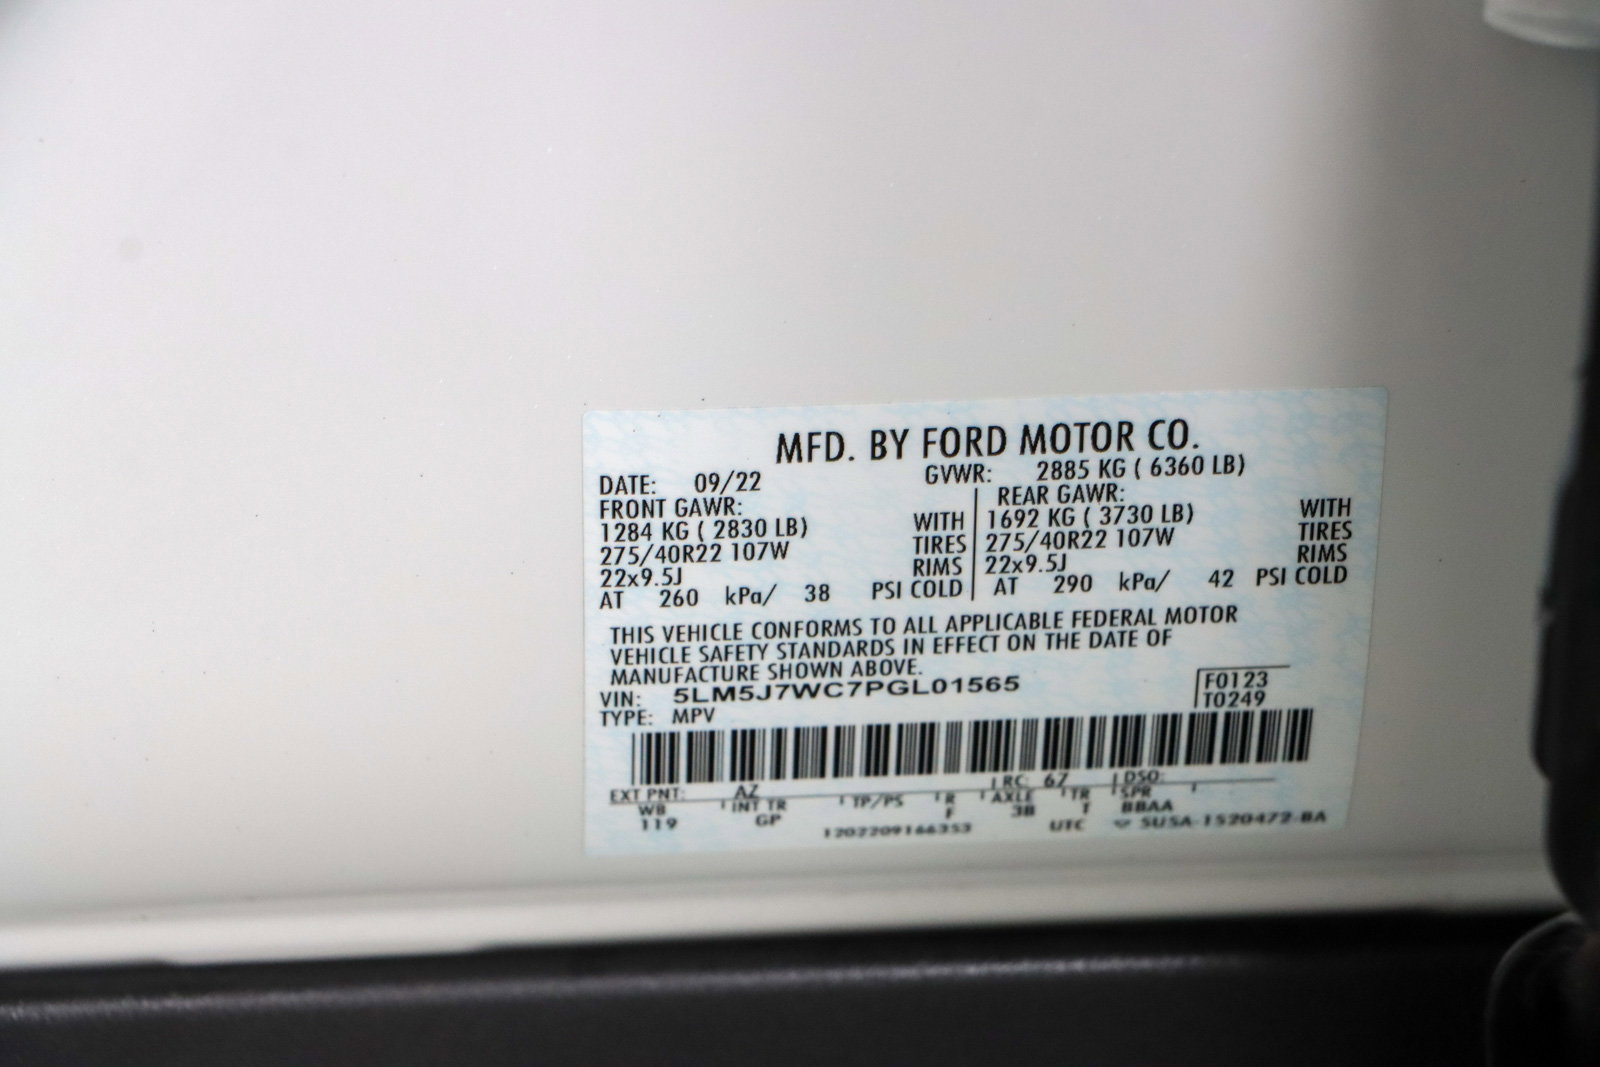 MFD. BY FORD MOTOR CO.
DATE: 09/22 GVWR: 2885 KG ( 6360 LB)
FRONT GAWR:
1284 KG ( 2830 LB) WITH
275/40R22 107W TIRES
22x9.5J RIMS
AT 260 kPa/ 38 PSI COLD
REAR GAWR:
1692 KG ( 3730 LB) WITH
275/40R22 107W TIRES
22x9.5J RIMS
AT 290 kPa/ 42 PSI COLD
THIS VEHICLE CONFORMS TO ALL APPLICABLE FEDERAL MOTOR
VEHICLE SAFETY STANDARDS IN EFFECT ON THE DATE OF
MANUFACTURE SHOWN ABOVE.
VIN: 5LM5J7WC7PGL01565
TYPE: MPV
F0123
T0249
EXT PNT: AZ RC: 67 DSO:
WB INT TR TP/PS R AXLE TR SPR
119 GP F 3B T BBAA
1202209166353 UTC 5USA-1520472-BA